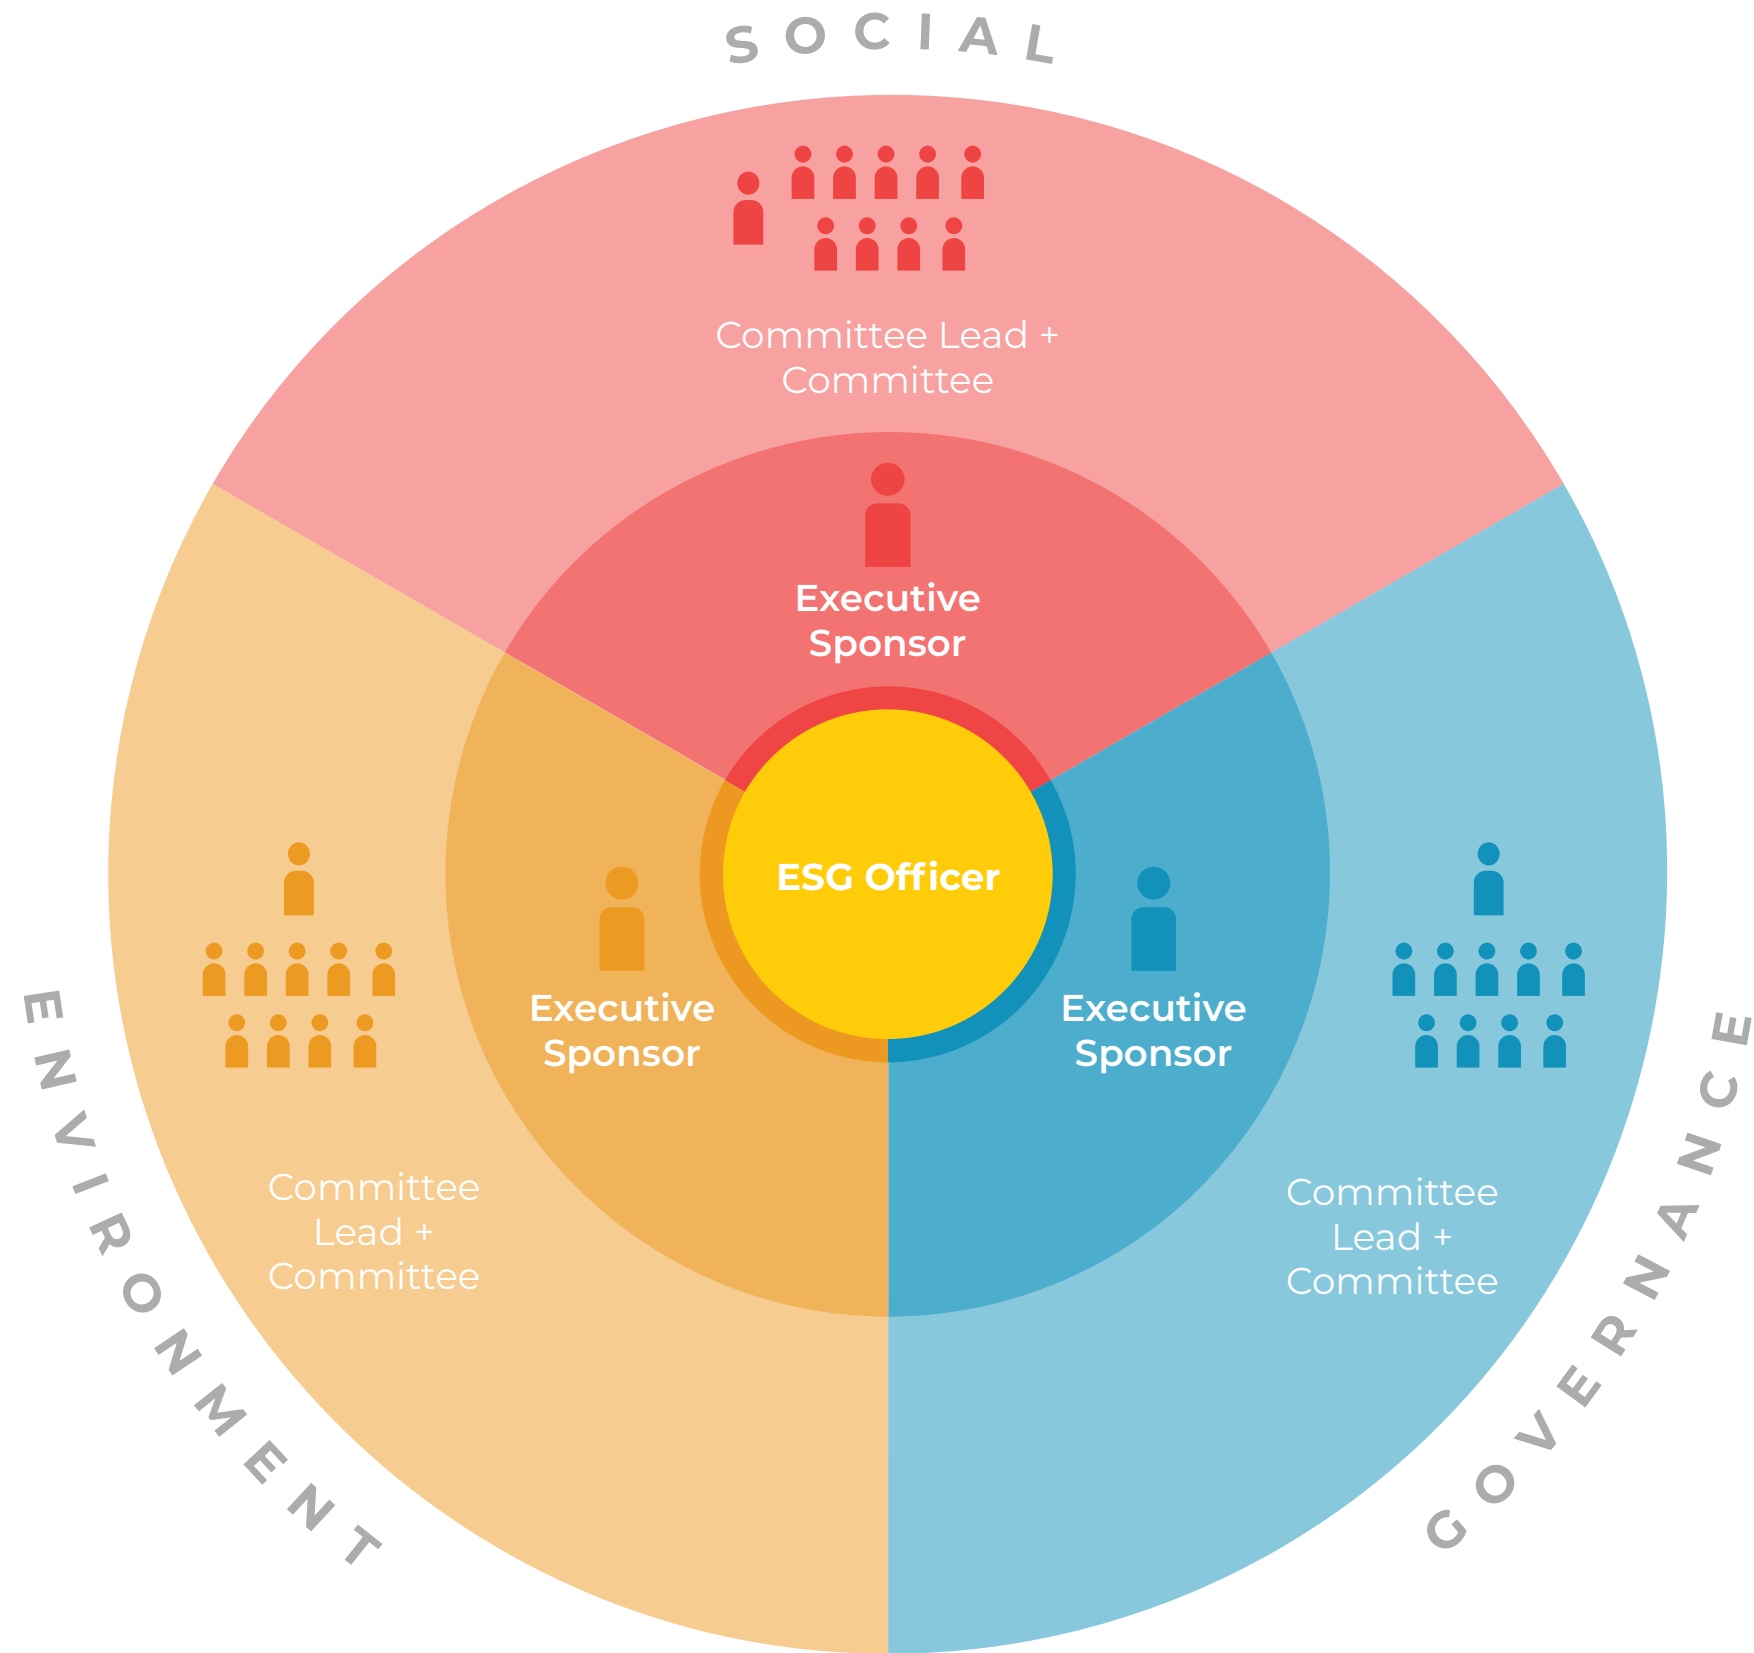 SOCIAL
Committee Lead +
Committee
Executive
Sponsor
ESG Officer
Executive
Sponsor
Executive
Sponsor
Committee
Lead +
Committee
Committee
Lead +
Committee
ENVIRONMENT
GOVERNANCE